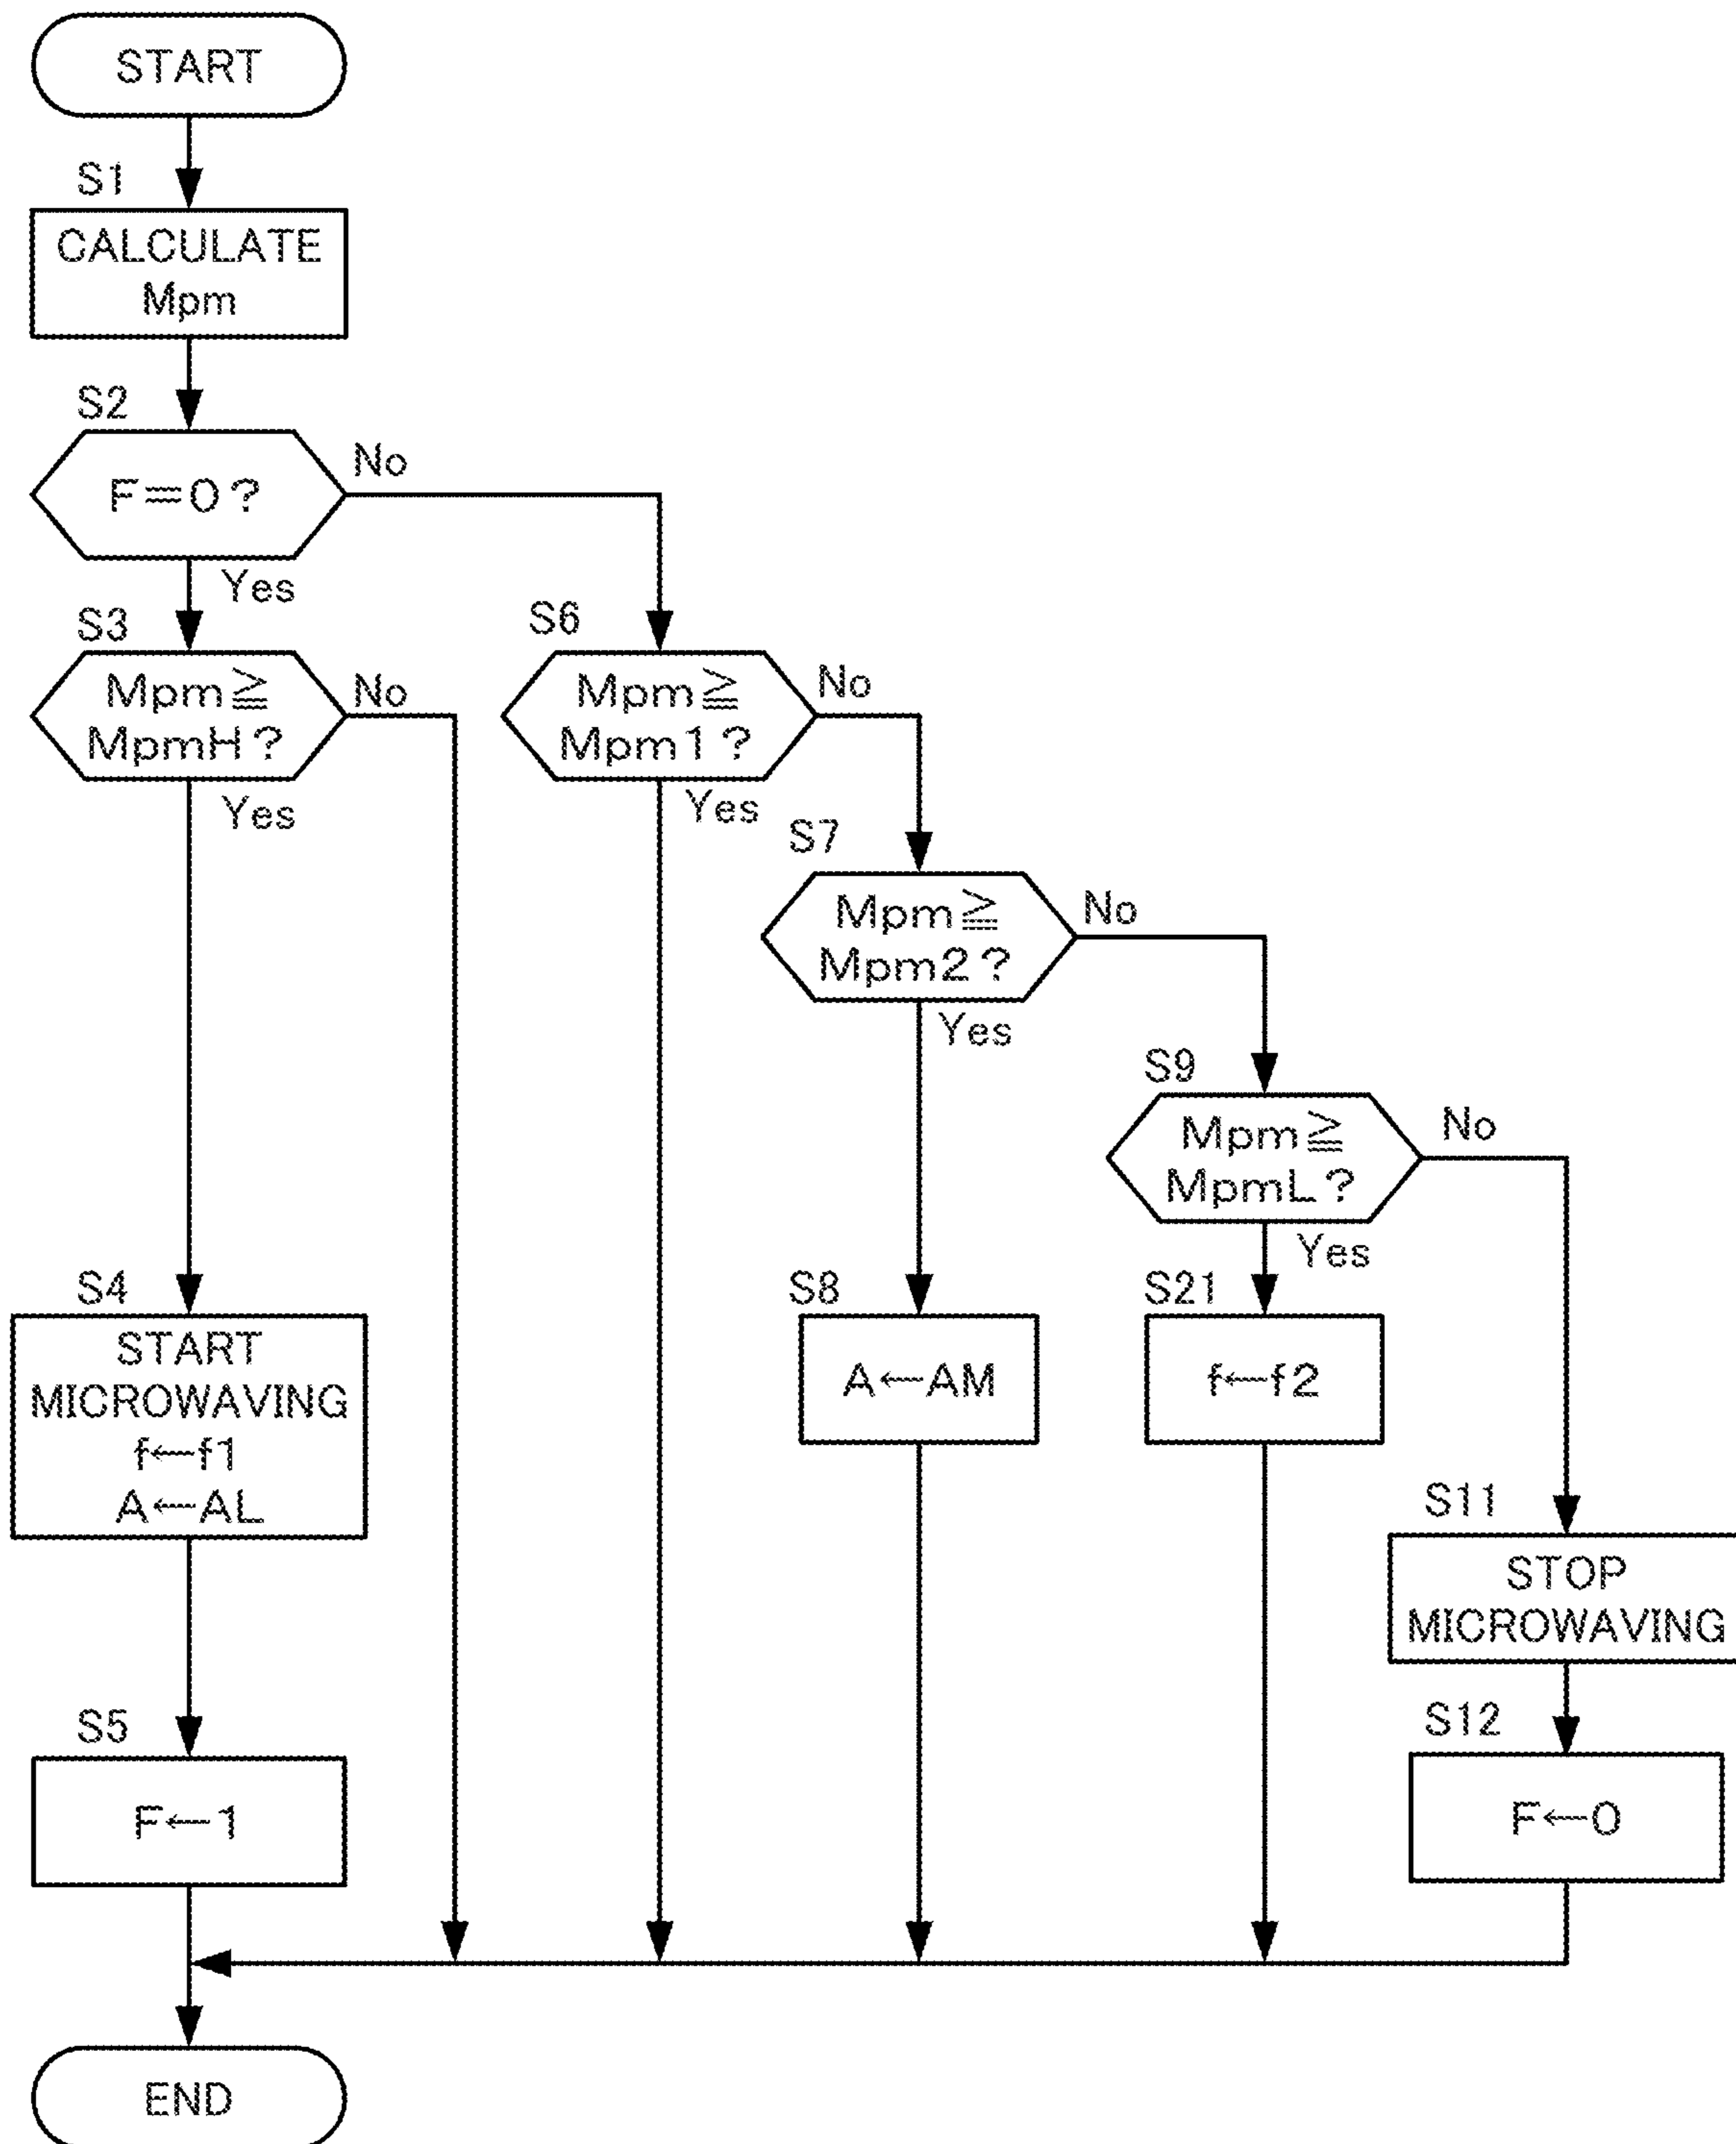 START
S1
CALCULATE
Mpm
S2
F=0?
No
Yes
S3
Mpm≧
MpmH?
No
Yes
S6
Mpm≧
Mpm1?
No
Yes
S7
Mpm≧
Mpm2?
No
Yes
S9
Mpm≧
MpmL?
No
Yes
S4
START
MICROWAVING
f←f1
A←AL
S8
A←AM
S21
f←f2
S11
STOP
MICROWAVING
S5
F←1
S12
F←0
END